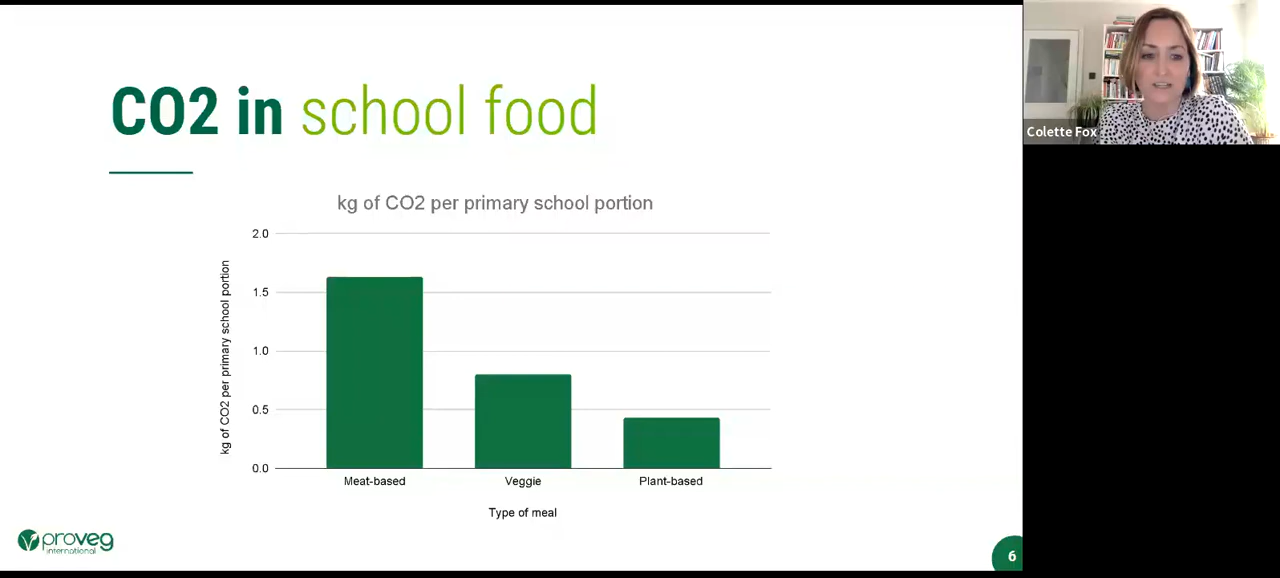 CO2 in school food
Colette Fox
kg of CO2 per primary school portion
kg of CO2 per primary school portion
2.0
1.5
1.0
0.5
0.0
Meat-based Veggie Plant-based
Type of meal
proveg
international
6